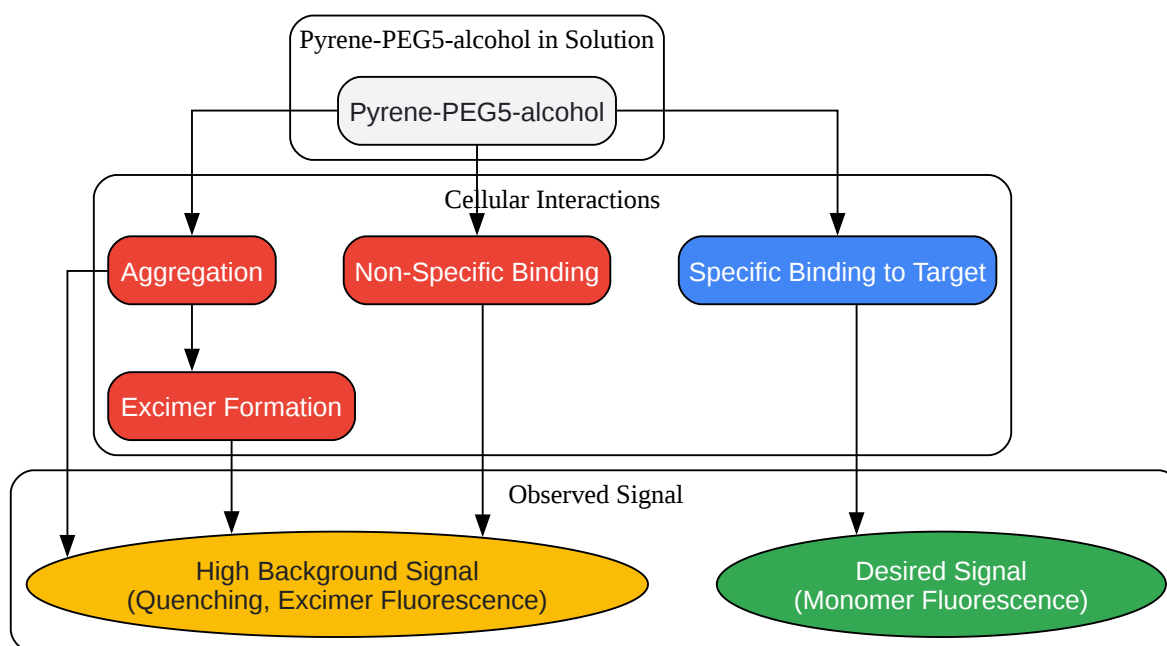 Pyrene-PEG5-alcohol in Solution
Pyrene-PEG5-alcohol
Cellular Interactions
Aggregation
Non-Specific Binding
Specific Binding to Target
Excimer Formation
Observed Signal
High Background Signal
(Quenching, Excimer Fluorescence)
Desired Signal
(Monomer Fluorescence)